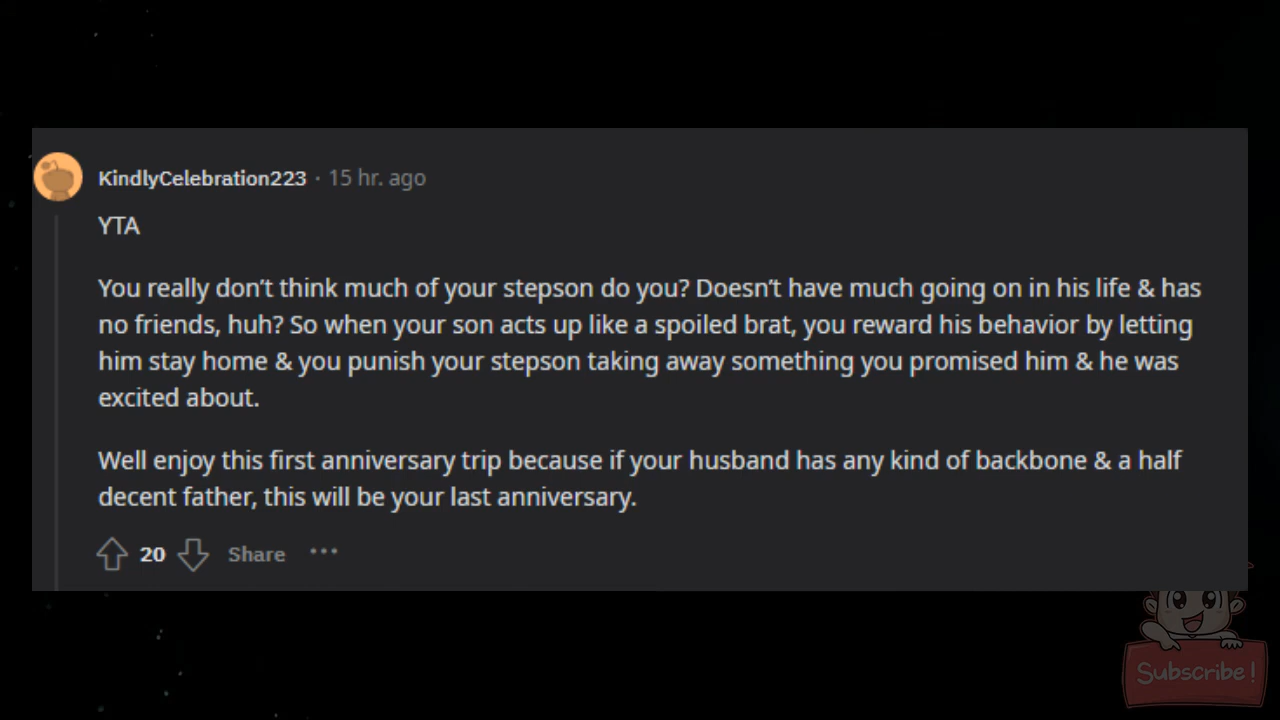 KindlyCelebration223 · 15 hr. ago
YTA
You really don't think much of your stepson do you? Doesn't have much going on in his life & has
no friends, huh? So when your son acts up like a spoiled brat, you reward his behavior by letting
him stay home & you punish your stepson taking away something you promised him & he was
excited about.
Well enjoy this first anniversary trip because if your husband has any kind of backbone & a half
decent father, this will be your last anniversary.
20 Share ···
Subscribe!